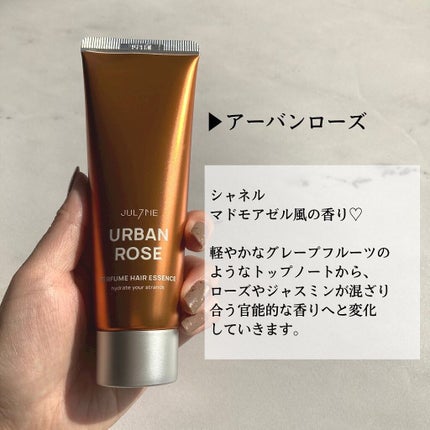 ▶アーバンローズ
JUL7ME
URBAN
ROSE
PERFUME HAIR ESSENCE
hydrate your strands
シャネル
マドモアゼル風の香り♡
軽やかなグレープフルーツの
ようなトップノートから、
ローズやジャスミンが混ざり
合う官能的な香りへと変化
していきます。